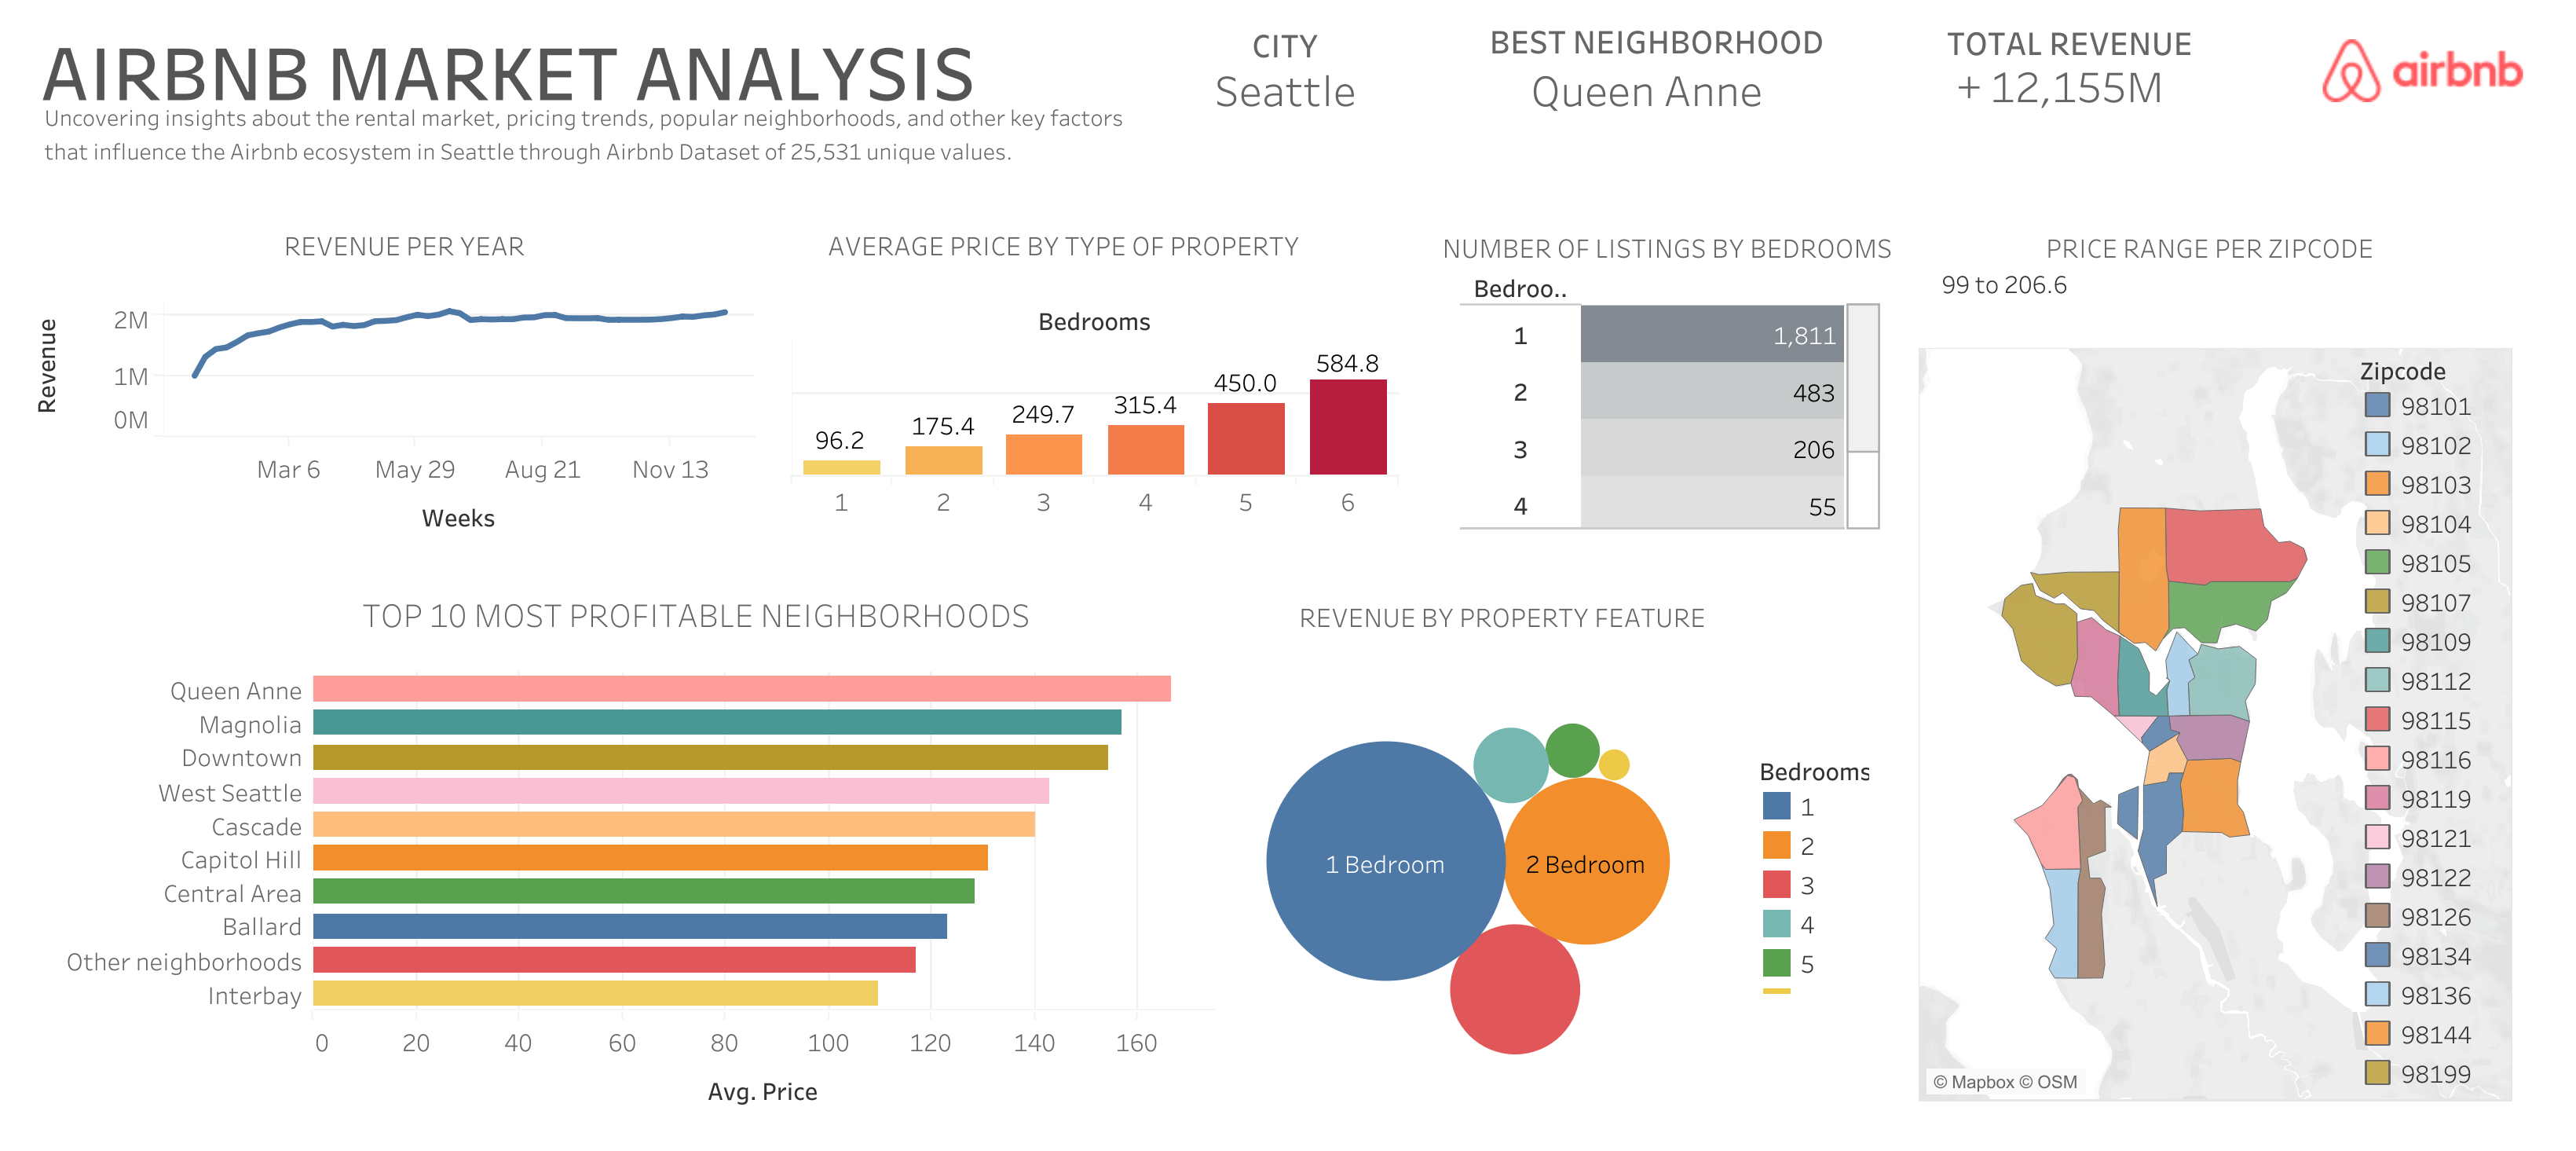 AIRBNB MARKET ANALYSIS
Uncovering insights about the rental market, pricing trends, popular neighborhoods, and other key factors
that influence the Airbnb ecosystem in Seattle through Airbnb Dataset of 25,531 unique values.
CITY
Seattle
BEST NEIGHBORHOOD
Queen Anne
TOTAL REVENUE
+ 12,155M
airbnb
REVENUE PER YEAR
Revenue
2M
1M
0M
Mar 6 May 29 Aug 21 Nov 13
Weeks
AVERAGE PRICE BY TYPE OF PROPERTY
Bedrooms
96.2 175.4 249.7 315.4 450.0 584.8
1 2 3 4 5 6
NUMBER OF LISTINGS BY BEDROOMS
Bedroo..
1 1,811
2 483
3 206
4 55
PRICE RANGE PER ZIPCODE
99 to 206.6
Zipcode
98101
98102
98103
98104
98105
98107
98109
98112
98115
98116
98119
98121
98122
98126
98134
98136
98144
98199
© Mapbox © OSM
TOP 10 MOST PROFITABLE NEIGHBORHOODS
Queen Anne
Magnolia
Downtown
West Seattle
Cascade
Capitol Hill
Central Area
Ballard
Other neighborhoods
Interbay
0 20 40 60 80 100 120 140 160
Avg. Price
REVENUE BY PROPERTY FEATURE
1 Bedroom
2 Bedroom
Bedrooms
1
2
3
4
5